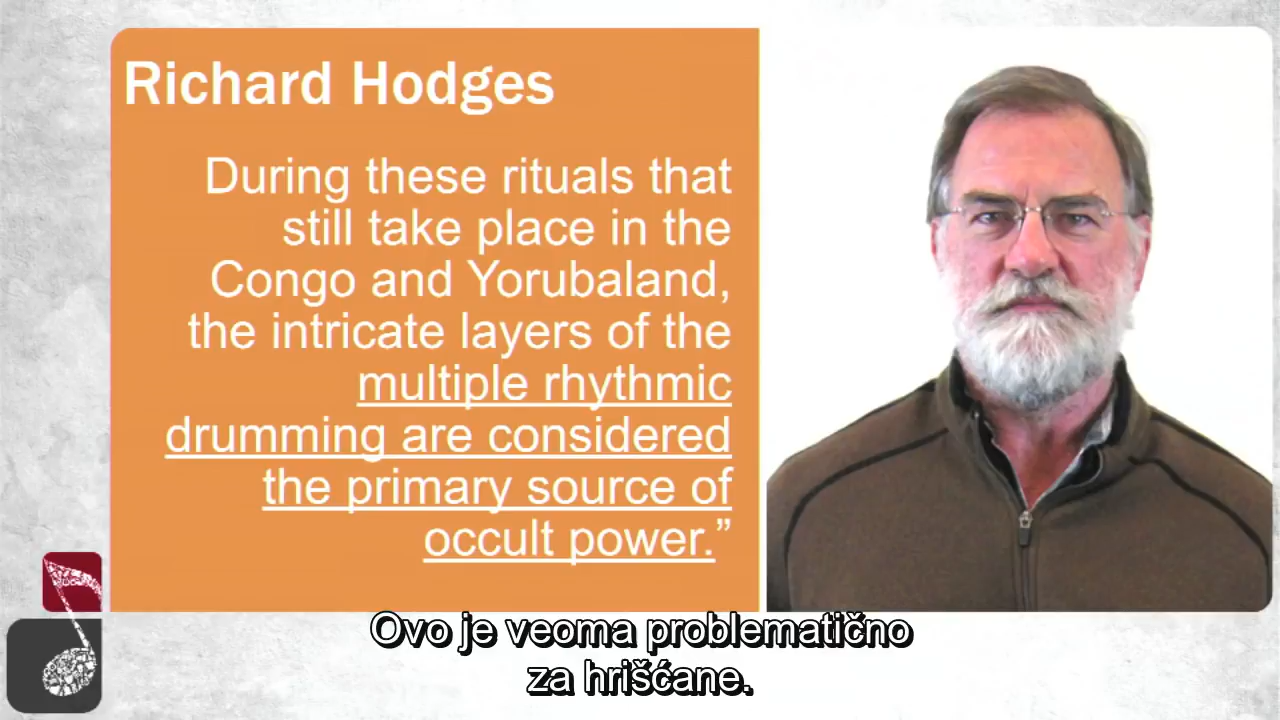 Richard Hodges
During these rituals that
still take place in the
Congo and Yorubaland,
the intricate layers of the
multiple rhythmic
drumming are considered
the primary source of
occult power.”
Ovo je veoma problematično
za hrišćane.